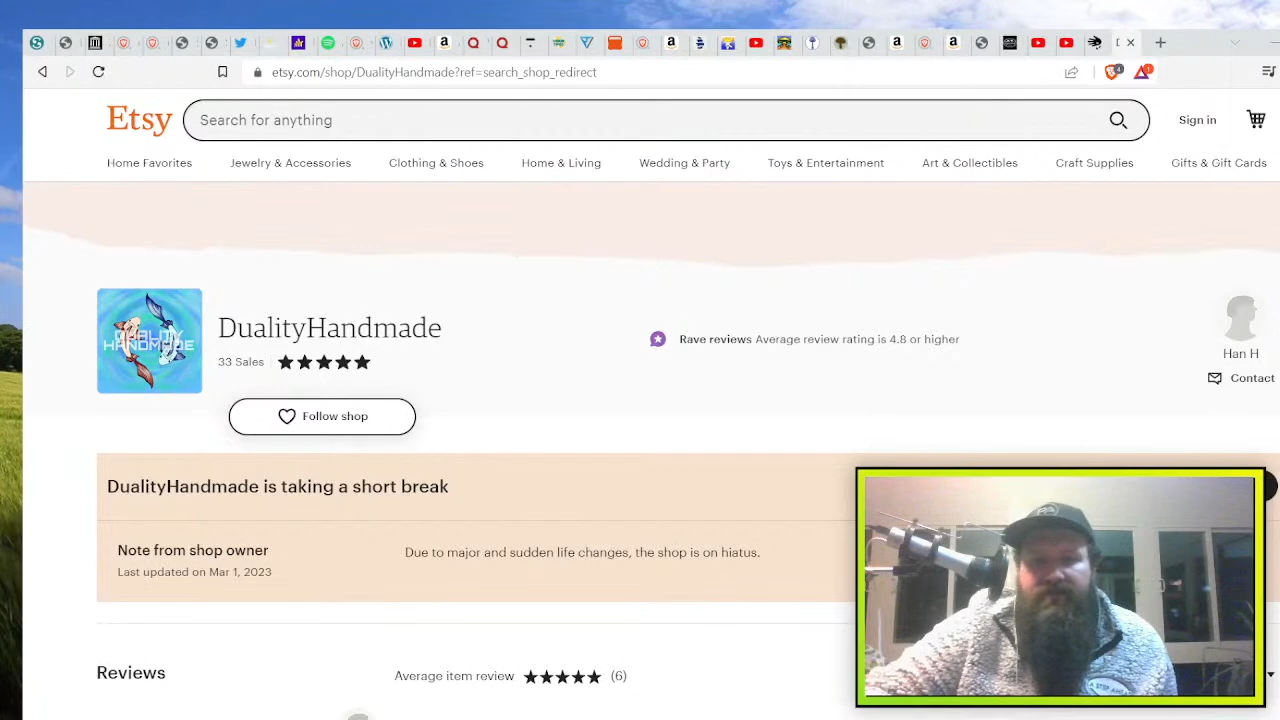 etsy.com/shop/DualityHandmade?ref=search_shop_redirect
Etsy
Search for anything
Sign in
Home Favorites
Jewelry & Accessories
Clothing & Shoes
Home & Living
Wedding & Party
Toys & Entertainment
Art & Collectibles
Craft Supplies
Gifts & Gift Cards
DUALITY
HANDMADE
DualityHandmade
33 Sales
Rave reviews Average review rating is 4.8 or higher
Han H
Contact
Follow shop
DualityHandmade is taking a short break
Note from shop owner
Last updated on Mar 1, 2023
Due to major and sudden life changes, the shop is on hiatus.
Reviews
Average item review
(6)